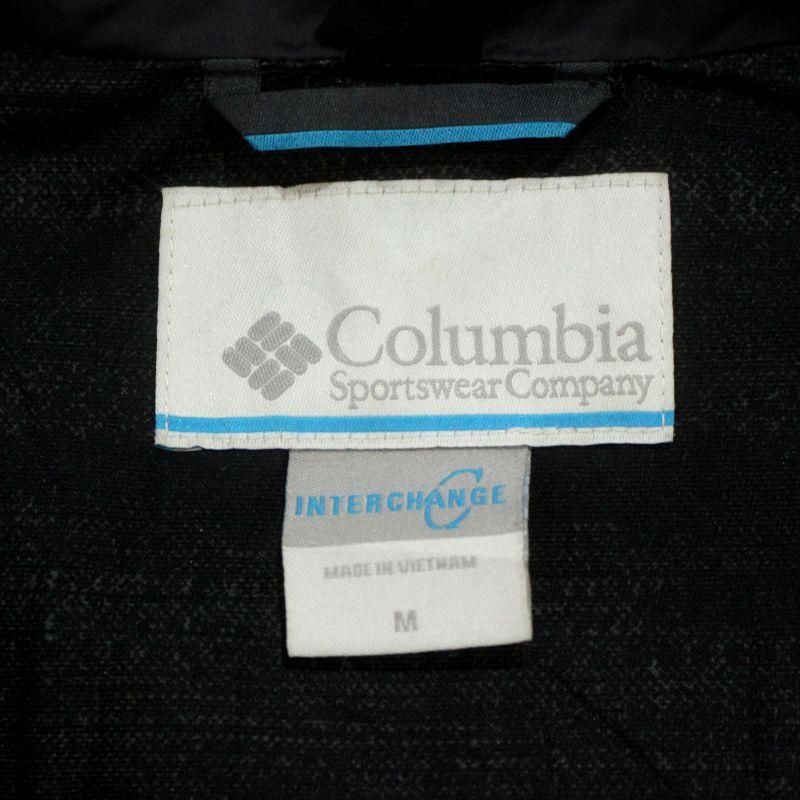 Columbia
Sportswear Company
INTERCHANGE
MADE IN VIETNAM
M